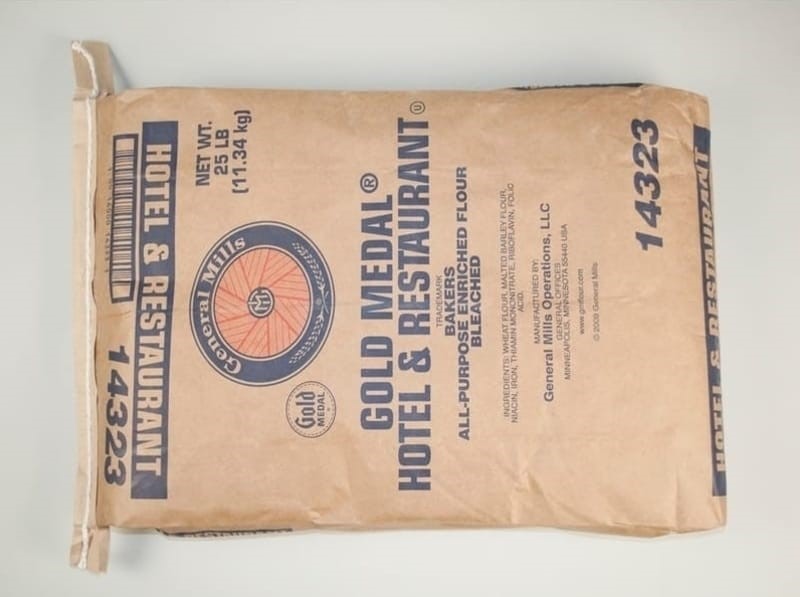 HOTEL & RESTAURANT
14323
NET WT.
25 LB
(11.34 kg)
General Mills
GM
Gold
MEDAL
GOLD MEDAL®
HOTEL & RESTAURANT Ⓤ
TRADEMARK
BAKERS
ALL-PURPOSE ENRICHED FLOUR
BLEACHED
INGREDIENTS: WHEAT FLOUR, MALTED BARLEY FLOUR,
NIACIN, IRON, THIAMIN MONONITRATE, RIBOFLAVIN, FOLIC
ACID.
MANUFACTURED BY:
General Mills Operations, LLC
GENERAL OFFICES
MINNEAPOLIS, MINNESOTA 55440 USA
www.gmflour.com
© 2009 General Mills
14323
HOTEL & RESTAURANT
RESTAURANT